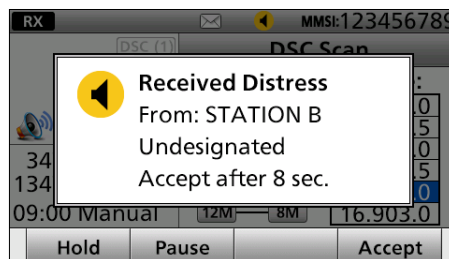 RX MMSI:123456789
DSC (1) DSC Scan
Received Distress
From: STATION B
Undesignated
Accept after 8 sec.
34
134
09:00 Manual 12M 8M 16.903.0
Hold Pause Accept